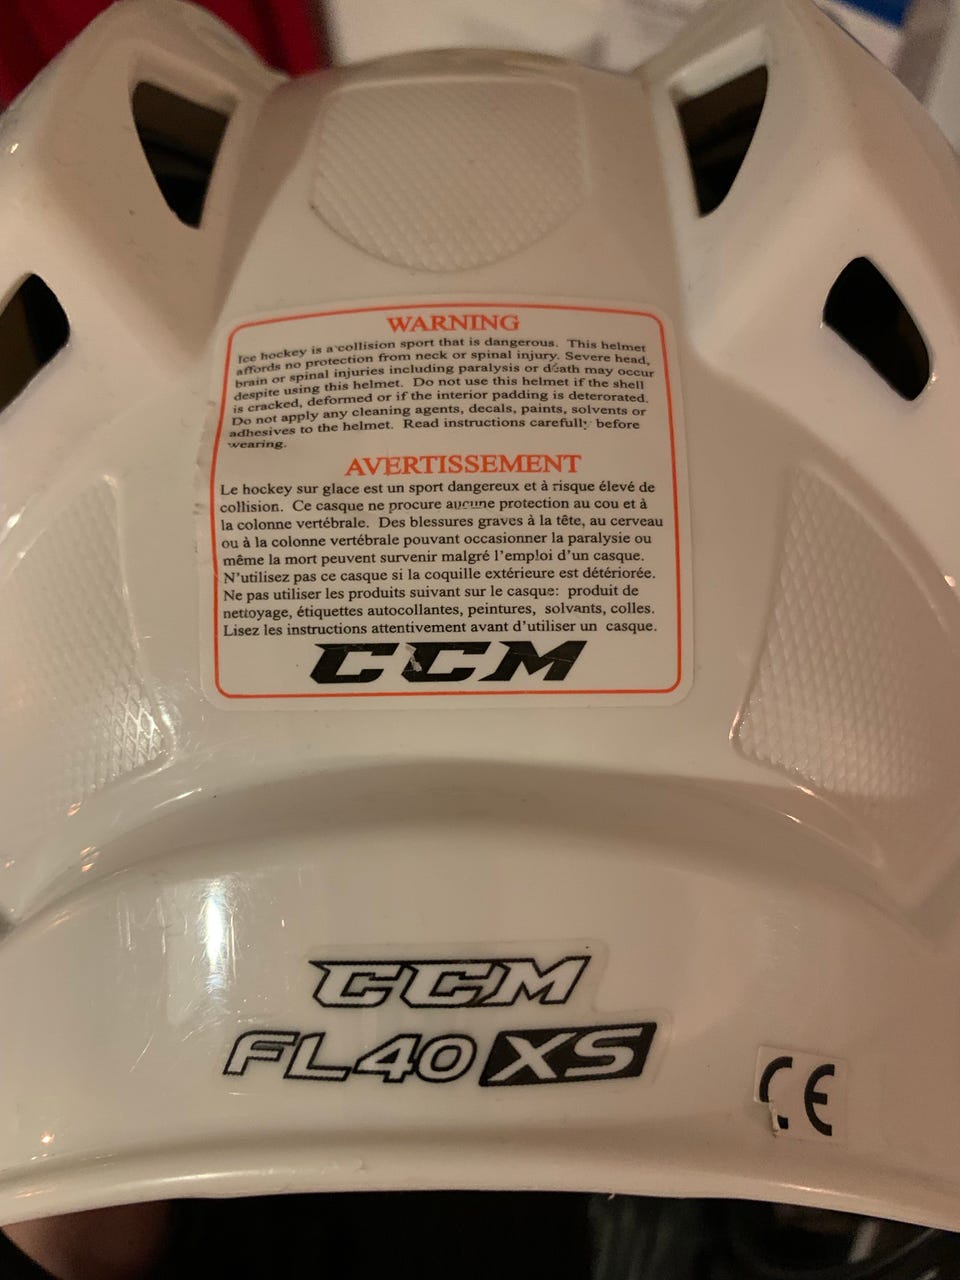 WARNING
Ice hockey is a collision sport that is dangerous. This helmet
affords no protection from neck or spinal injury. Severe head,
brain or spinal injuries including paralysis or death may occur
despite using this helmet. Do not use this helmet if the shell
is cracked, deformed or if the interior padding is deterorated.
Do not apply any cleaning agents, decals, paints, solvents or
adhesives to the helmet. Read instructions carefully before
wearing.
AVERTISSEMENT
Le hockey sur glace est un sport dangereux et à risque élevé de
collision. Ce casque ne procure aucune protection au cou et à
la colonne vertébrale. Des blessures graves à la tête, au cerveau
ou à la colonne vertébrale pouvant occasionner la paralysie ou
même la mort peuvent survenir malgré l'emploi d'un casque.
N'utilisez pas ce casque si la coquille extérieure est détériorée.
Ne pas utiliser les produits suivant sur le casque: produit de
nettoyage, étiquettes autocollantes, peintures, solvants, colles.
Lisez les instructions attentivement avant d'utiliser un casque.
CCM
CCM
FL40 XS
CE